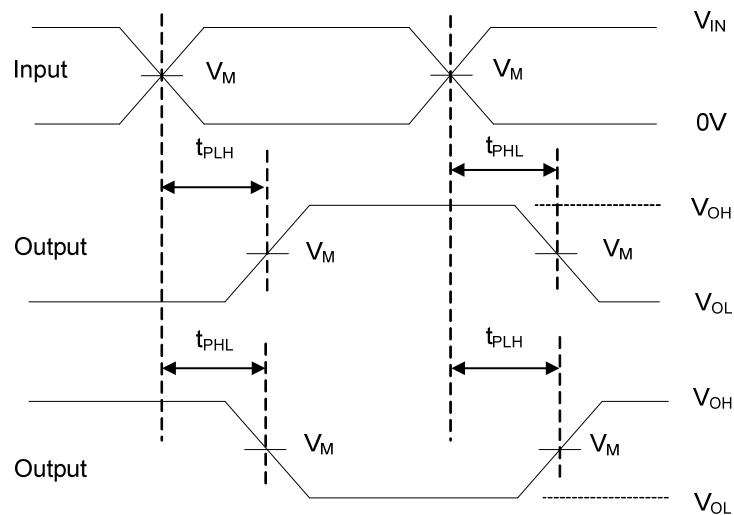 V_IN
Input V_M V_M
0V
t_PLH t_PHL
V_OH
Output V_M V_M
V_OL
t_PHL t_PLH
V_OH
V_M V_M
Output
V_OL